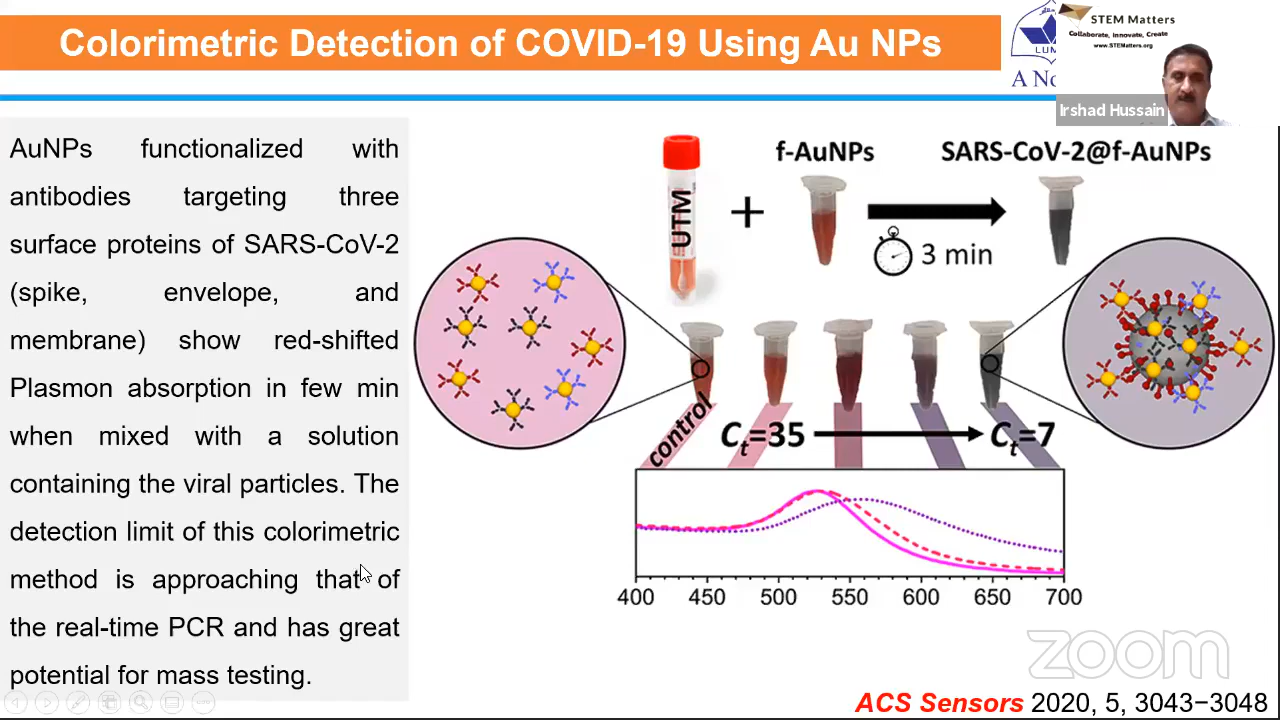 Colorimetric Detection of COVID-19 Using Au NPs
LUM
A No
STEM Matters
Collaborate, Innovate, Create
www.STEMatters.org
Irshad Hussain
AuNPs functionalized with
antibodies targeting three
surface proteins of SARS-CoV-2
(spike, envelope, and
membrane) show red-shifted
Plasmon absorption in few min
when mixed with a solution
containing the viral particles. The
detection limit of this colorimetric
method is approaching that of
the real-time PCR and has great
potential for mass testing.
f-AuNPs
SARS-CoV-2@f-AuNPs
UTM
+
3 min
control
Ct=35
Ct=7
400 450 500 550 600 650 700
zoom
ACS Sensors 2020, 5, 3043−3048